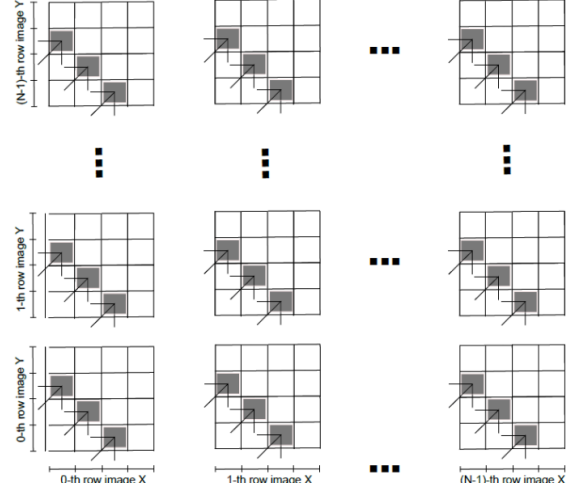 (N-1)-th row image Y
1-th row image Y
0-th row image Y
0-th row image X
1-th row image X
(N-1)-th row image X